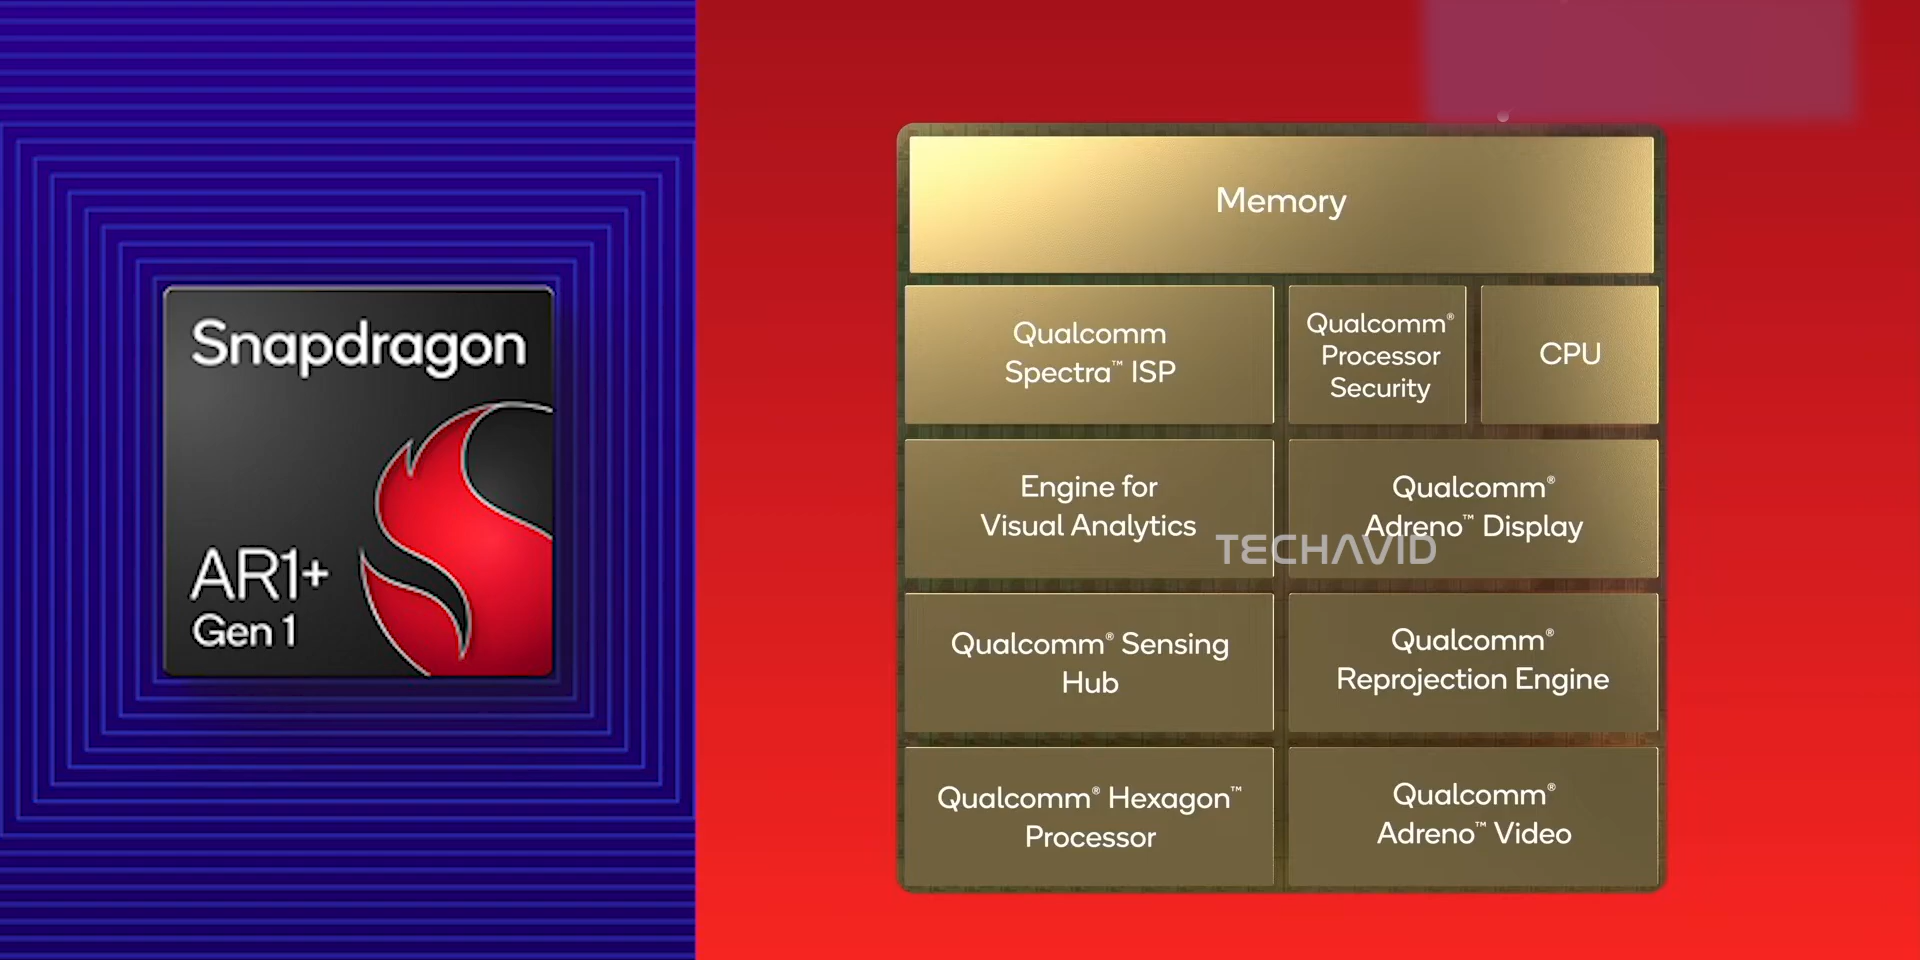 Snapdragon
AR1+
Gen 1
Memory
Qualcomm
Spectra™ ISP
Qualcomm®
Processor
Security
CPU
Engine for
Visual Analytics
Qualcomm®
Adreno™ Display
TECHAVID
Qualcomm® Sensing
Hub
Qualcomm®
Reprojection Engine
Qualcomm® Hexagon™
Processor
Qualcomm®
Adreno™ Video